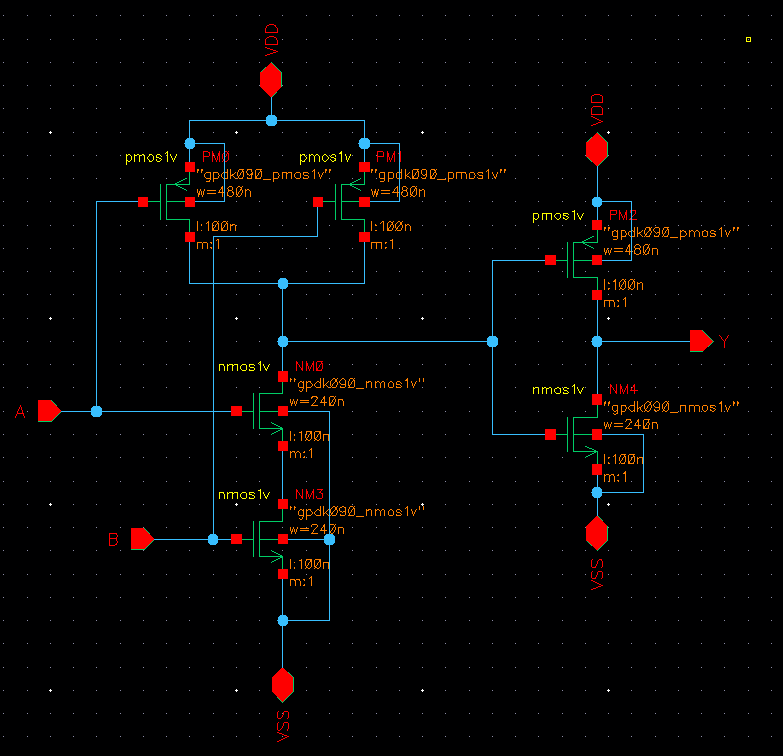 VDD
pmos1v PM0
"gpdk090_pmos1v"
w=480n
l:100n
m:1
pmos1v PM1
"gpdk090_pmos1v"
w=480n
l:100n
m:1
VDD
pmos1v PM2
"gpdk090_pmos1v"
w=480n
l:100n
m:1
Y
nmos1v NM0
"gpdk090_nmos1v"
w=240n
l:100n
m:1
A
nmos1v NM4
"gpdk090_nmos1v"
w=240n
l:100n
m:1
nmos1v NM3
"gpdk090_nmos1v"
w=240n
l:100n
m:1
B
VSS
VSS